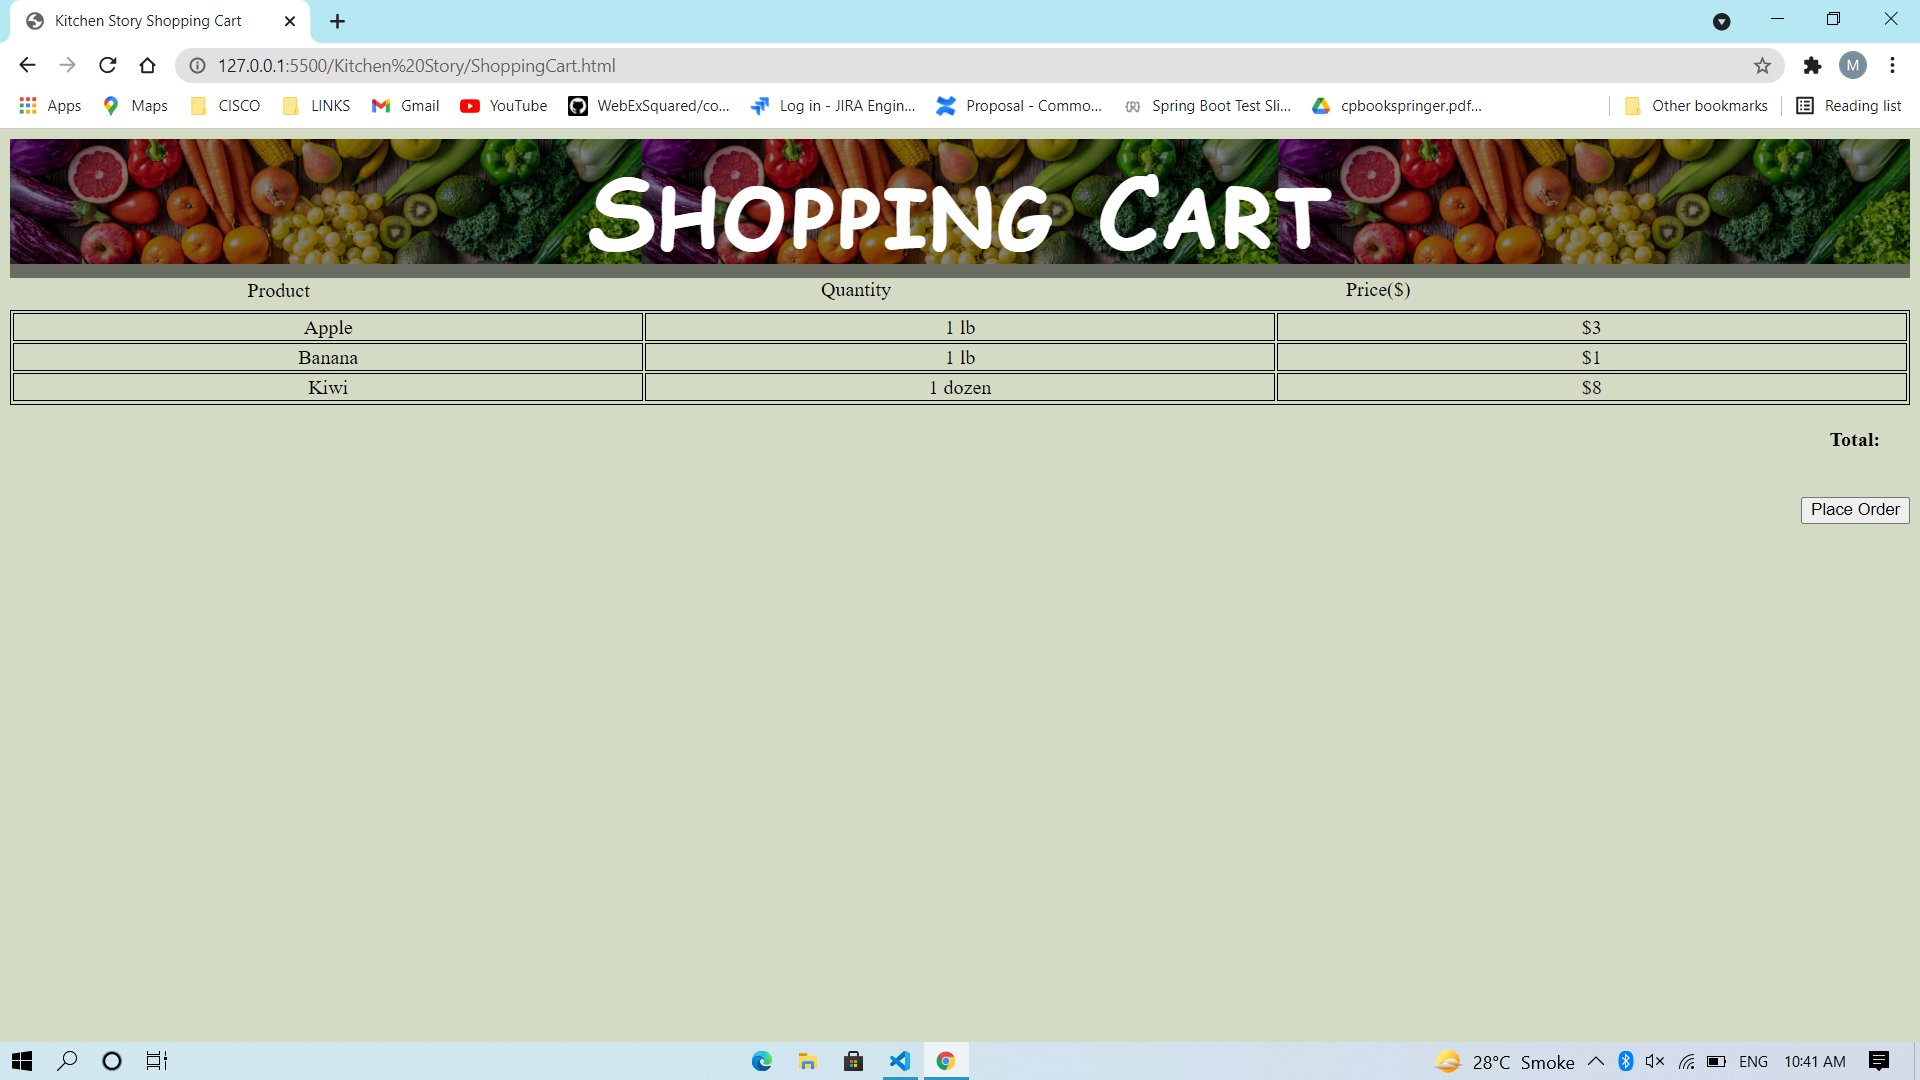 Kitchen Story Shopping Cart
127.0.0.1:5500/Kitchen%20Story/ShoppingCart.html
M
Apps Maps CISCO LINKS Gmail YouTube WebExSquared/co... Log in - JIRA Engin... Proposal - Commo... Spring Boot Test Sli... cpbookspringer.pdf... Other bookmarks Reading list
Shopping Cart
Product Quantity Price($)
Apple 1 lb $3
Banana 1 lb $1
Kiwi 1 dozen $8
Total:
Place Order
28°C Smoke ENG 10:41 AM